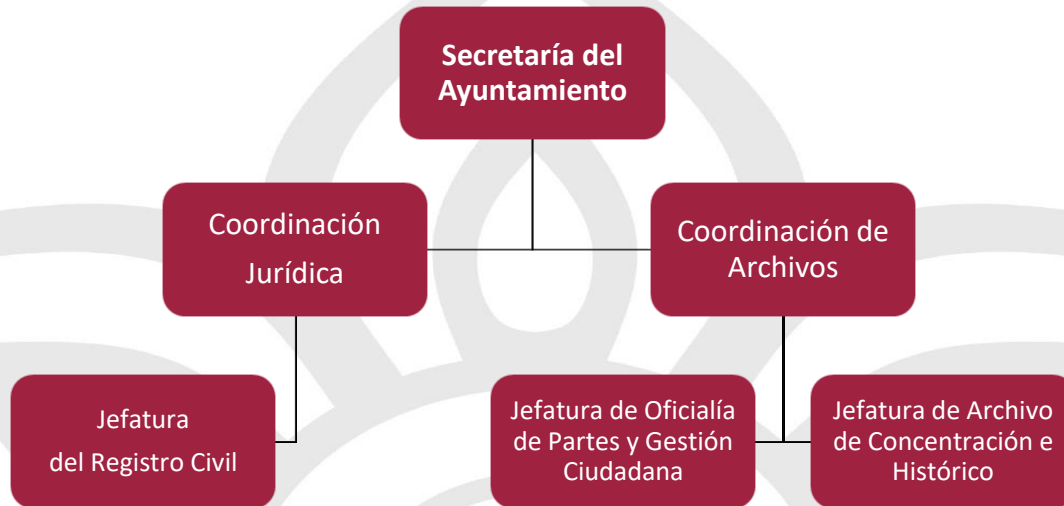 Secretaría del
Ayuntamiento
Coordinación
Jurídica
Coordinación de
Archivos
Jefatura
del Registro Civil
Jefatura de Oficialía
de Partes y Gestión
Ciudadana
Jefatura de Archivo
de Concentración e
Histórico